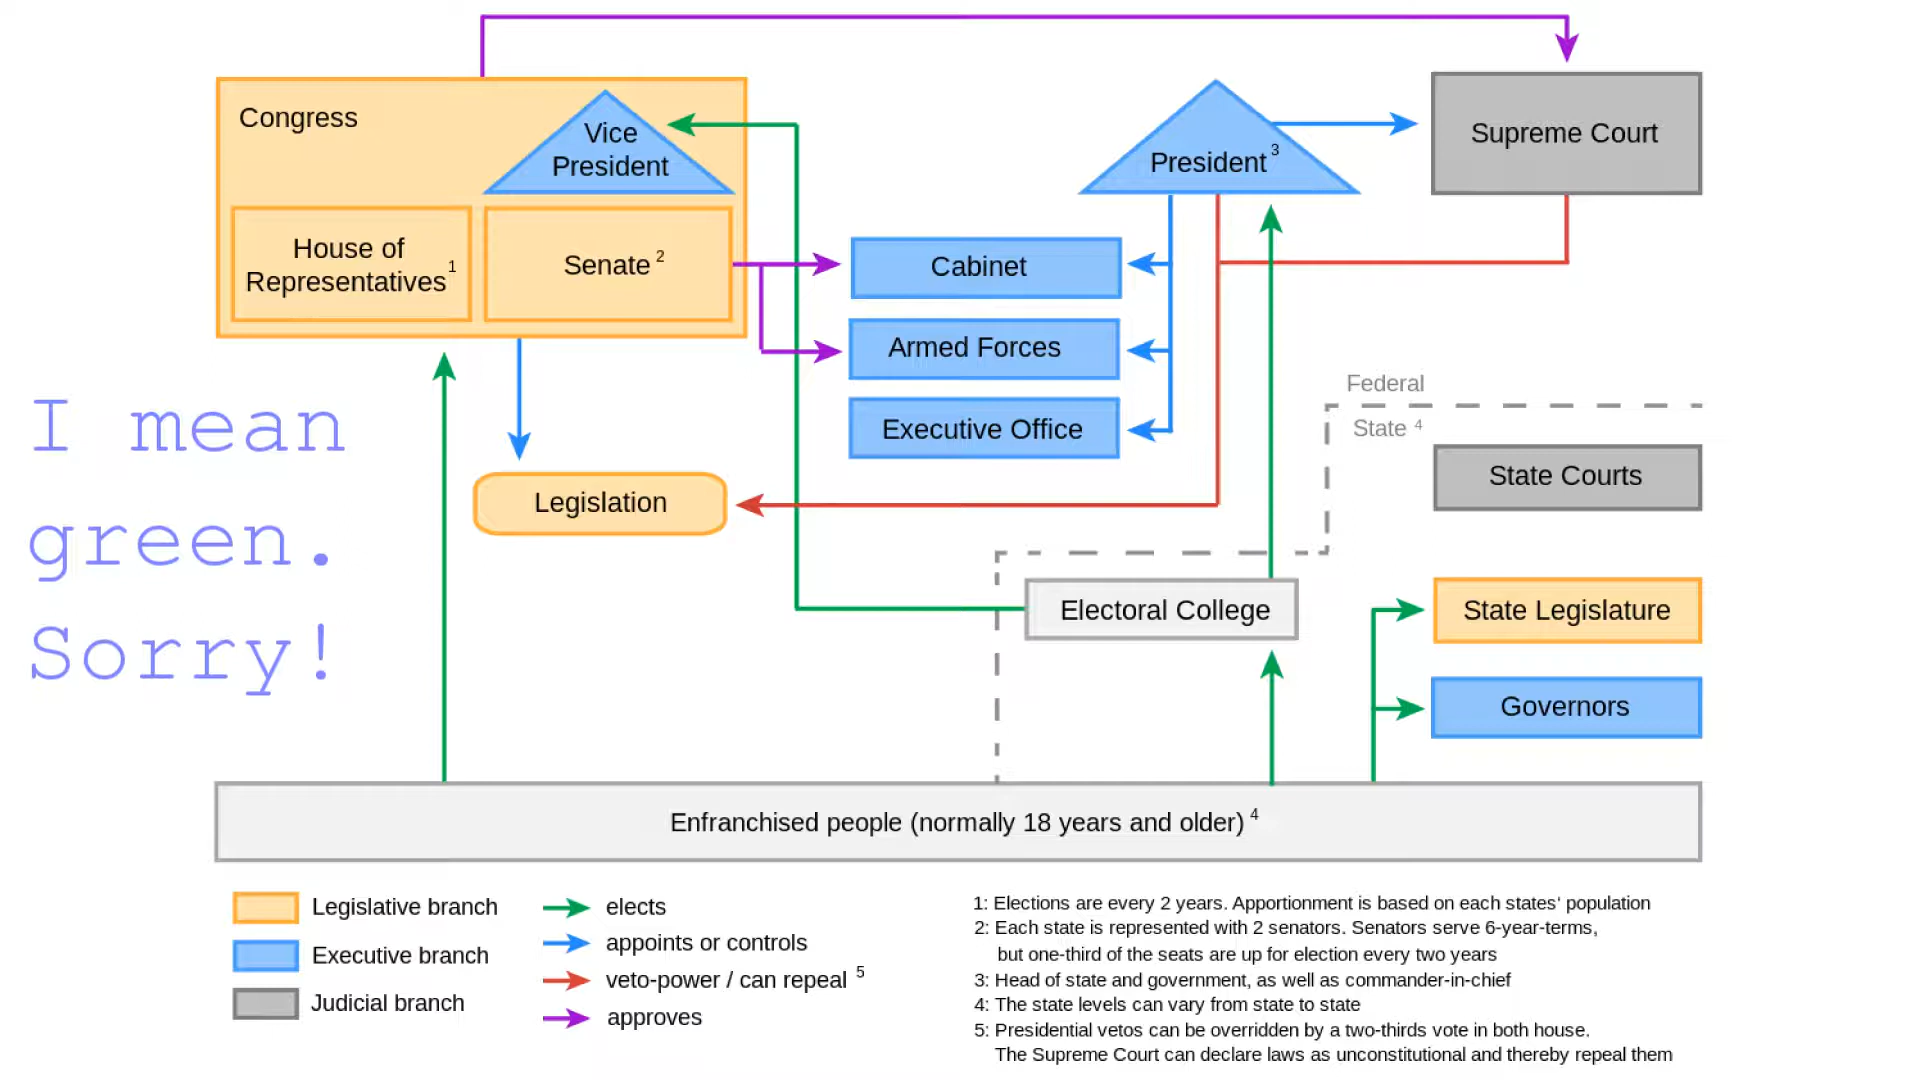 Congress
Vice
President
House of
Representatives 1
Senate 2
President 3
Supreme Court
Cabinet
Armed Forces
Executive Office
Federal
State 4
State Courts
I mean
green.
Sorry!
Legislation
Electoral College
State Legislature
Governors
Enfranchised people (normally 18 years and older) 4
Legislative branch
Executive branch
Judicial branch
elects
appoints or controls
veto-power / can repeal 5
approves
1: Elections are every 2 years. Apportionment is based on each states' population
2: Each state is represented with 2 senators. Senators serve 6-year-terms,
but one-third of the seats are up for election every two years
3: Head of state and government, as well as commander-in-chief
4: The state levels can vary from state to state
5: Presidential vetos can be overridden by a two-thirds vote in both house.
The Supreme Court can declare laws as unconstitutional and thereby repeal them